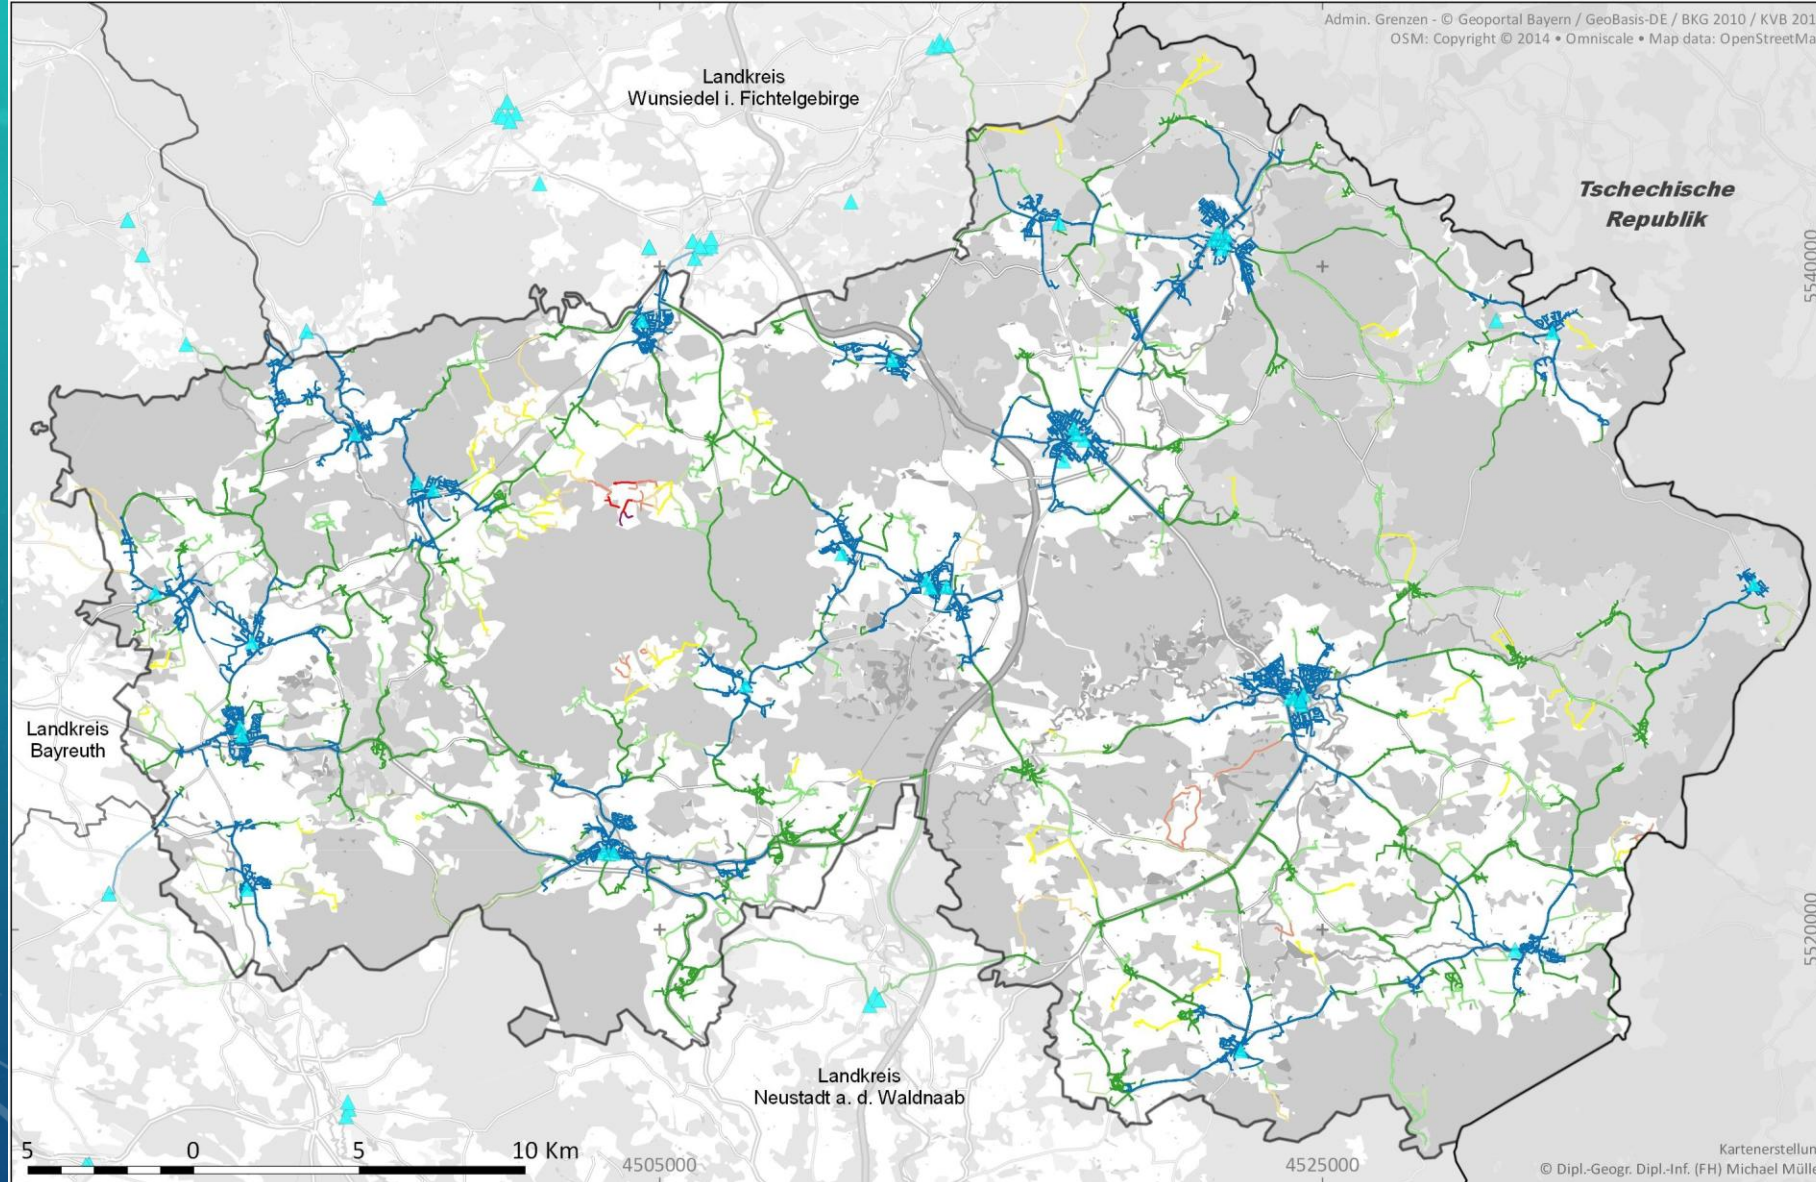 Admin. Grenzen - © Geoportal Bayern / GeoBasis-DE / BKG 2010 / KVB 201
OSM: Copyright © 2014 • Omniscale • Map data: OpenStreetMa
Landkreis
Wunsiedel i. Fichtelgebirge
Tschechische
Republik
5540000
Landkreis
Bayreuth
5520000
Landkreis
Neustadt a. d. Waldnaab
5 0 5 10 Km
4505000
4525000
Kartenerstellun
© Dipl.-Geogr. Dipl.-Inf. (FH) Michael Mülle